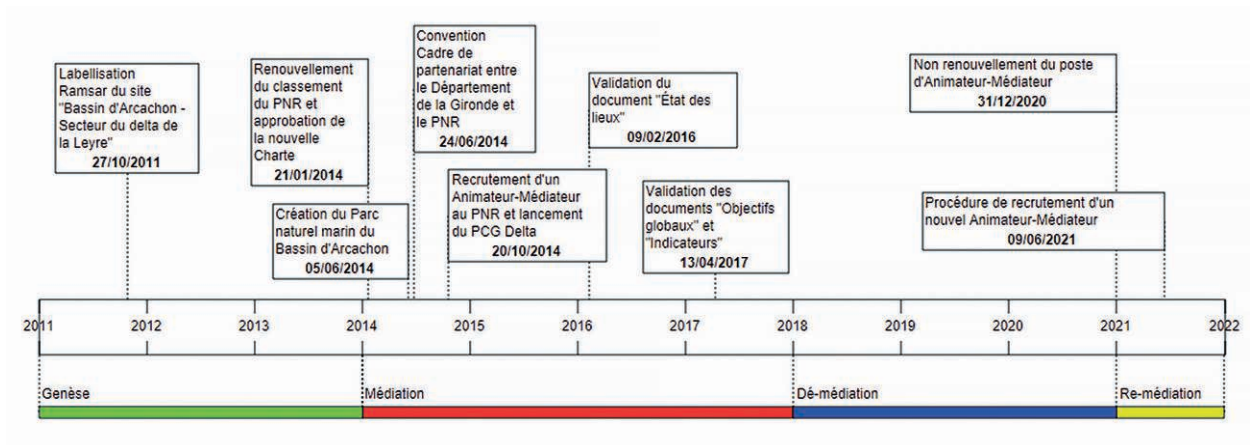 Labellisation
Ramsar du site
"Bassin d'Arcachon -
Secteur du delta de
la Leyre"
27/10/2011
Renouvellement
du classement
du PNR et
approbation de
la nouvelle
Charte
21/01/2014
Création du Parc
naturel marin du
Bassin d'Arcachon
05/06/2014
Convention
Cadre de
partenariat entre
le Département
de la Gironde et
le PNR
24/06/2014
Recrutement d'un
Animateur-Médiateur
au PNR et lancement
du PCG Delta
20/10/2014
Validation du
document "État des
lieux"
09/02/2016
Validation des
documents "Objectifs
globaux" et
"Indicateurs"
13/04/2017
Non renouvellement du poste
d'Animateur-Médiateur
31/12/2020
Procédure de recrutement d'un
nouvel Animateur-Médiateur
09/06/2021
2011 2012 2013 2014 2015 2016 2017 2018 2019 2020 2021 2022
Genèse Médiation Dé-médiation Re-médiation